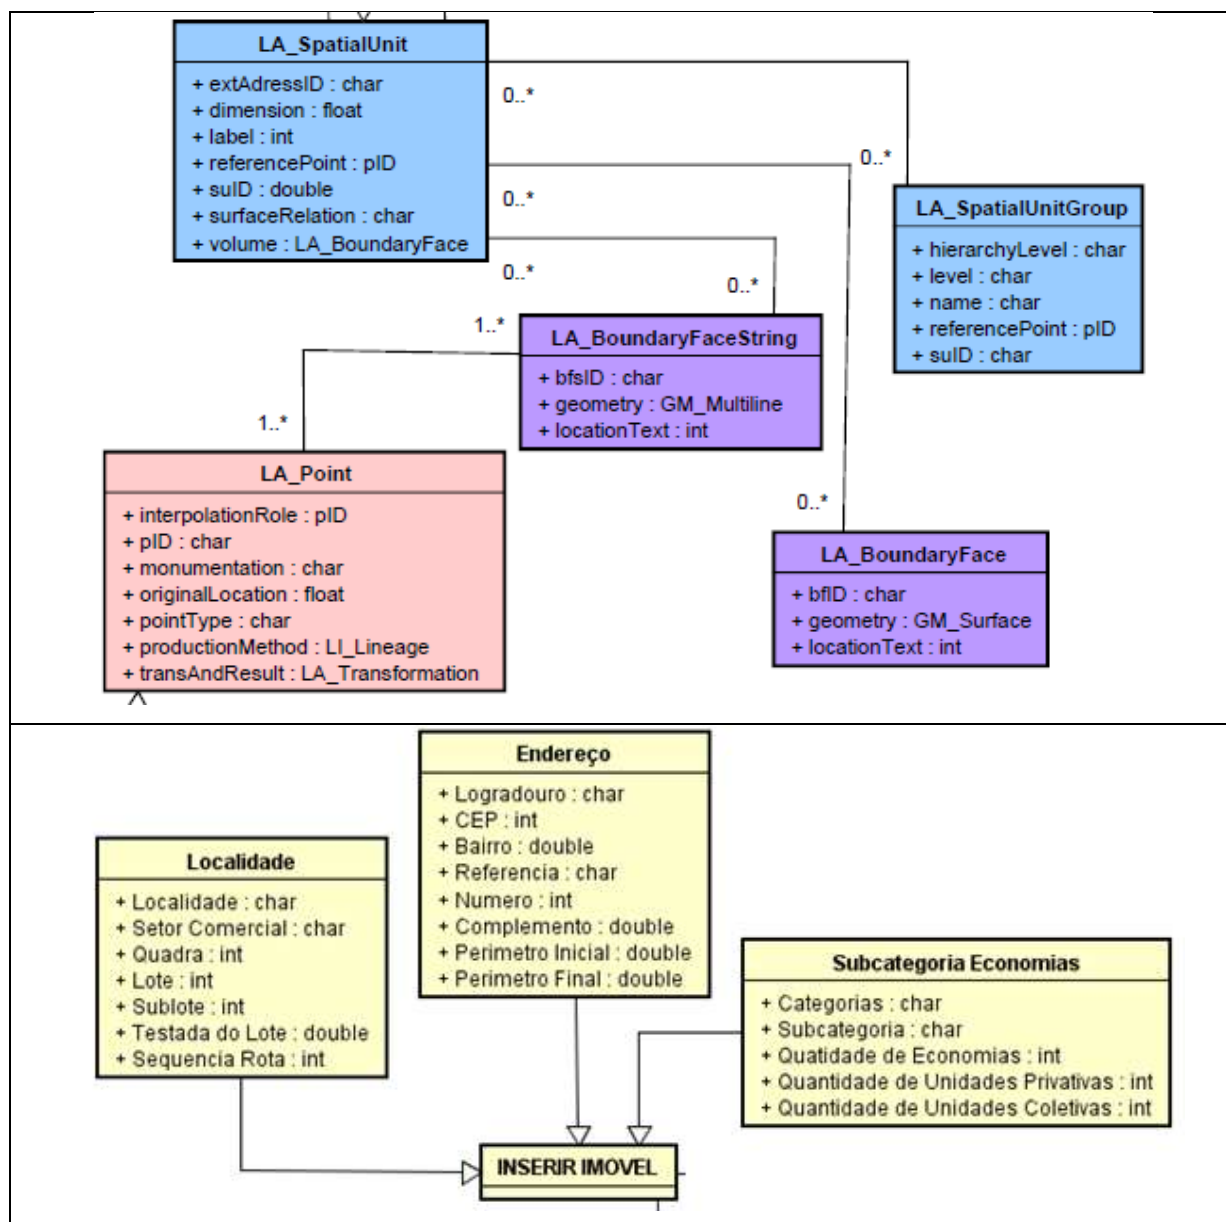 LA_SpatialUnit
+ extAdressID : char
+ dimension : float
+ label : int
+ referencePoint : pID
+ suID : double
+ surfaceRelation : char
+ volume : LA_BoundaryFace
0..*
0..*
0..*
0..*
LA_SpatialUnitGroup
+ hierarchyLevel : char
+ level : char
+ name : char
+ referencePoint : pID
+ suID : char
0..*
1..*
LA_BoundaryFaceString
+ bfsID : char
+ geometry : GM_Multiline
+ locationText : int
1..*
LA_Point
+ interpolationRole : pID
+ pID : char
+ monumentation : char
+ originalLocation : float
+ pointType : char
+ productionMethod : LI_Lineage
+ transAndResult : LA_Transformation
0..*
LA_BoundaryFace
+ bfID : char
+ geometry : GM_Surface
+ locationText : int
Endereço
+ Logradouro : char
+ CEP : int
+ Bairro : double
+ Referencia : char
+ Numero : int
+ Complemento : double
+ Perimetro Inicial : double
+ Perimetro Final : double
Localidade
+ Localidade : char
+ Setor Comercial : char
+ Quadra : int
+ Lote : int
+ Sublote : int
+ Testada do Lote : double
+ Sequencia Rota : int
Subcategoria Economias
+ Categorias : char
+ Subcategoria : char
+ Quatidade de Economias : int
+ Quantidade de Unidades Privativas : int
+ Quantidade de Unidades Coletivas : int
INSERIR IMOVEL